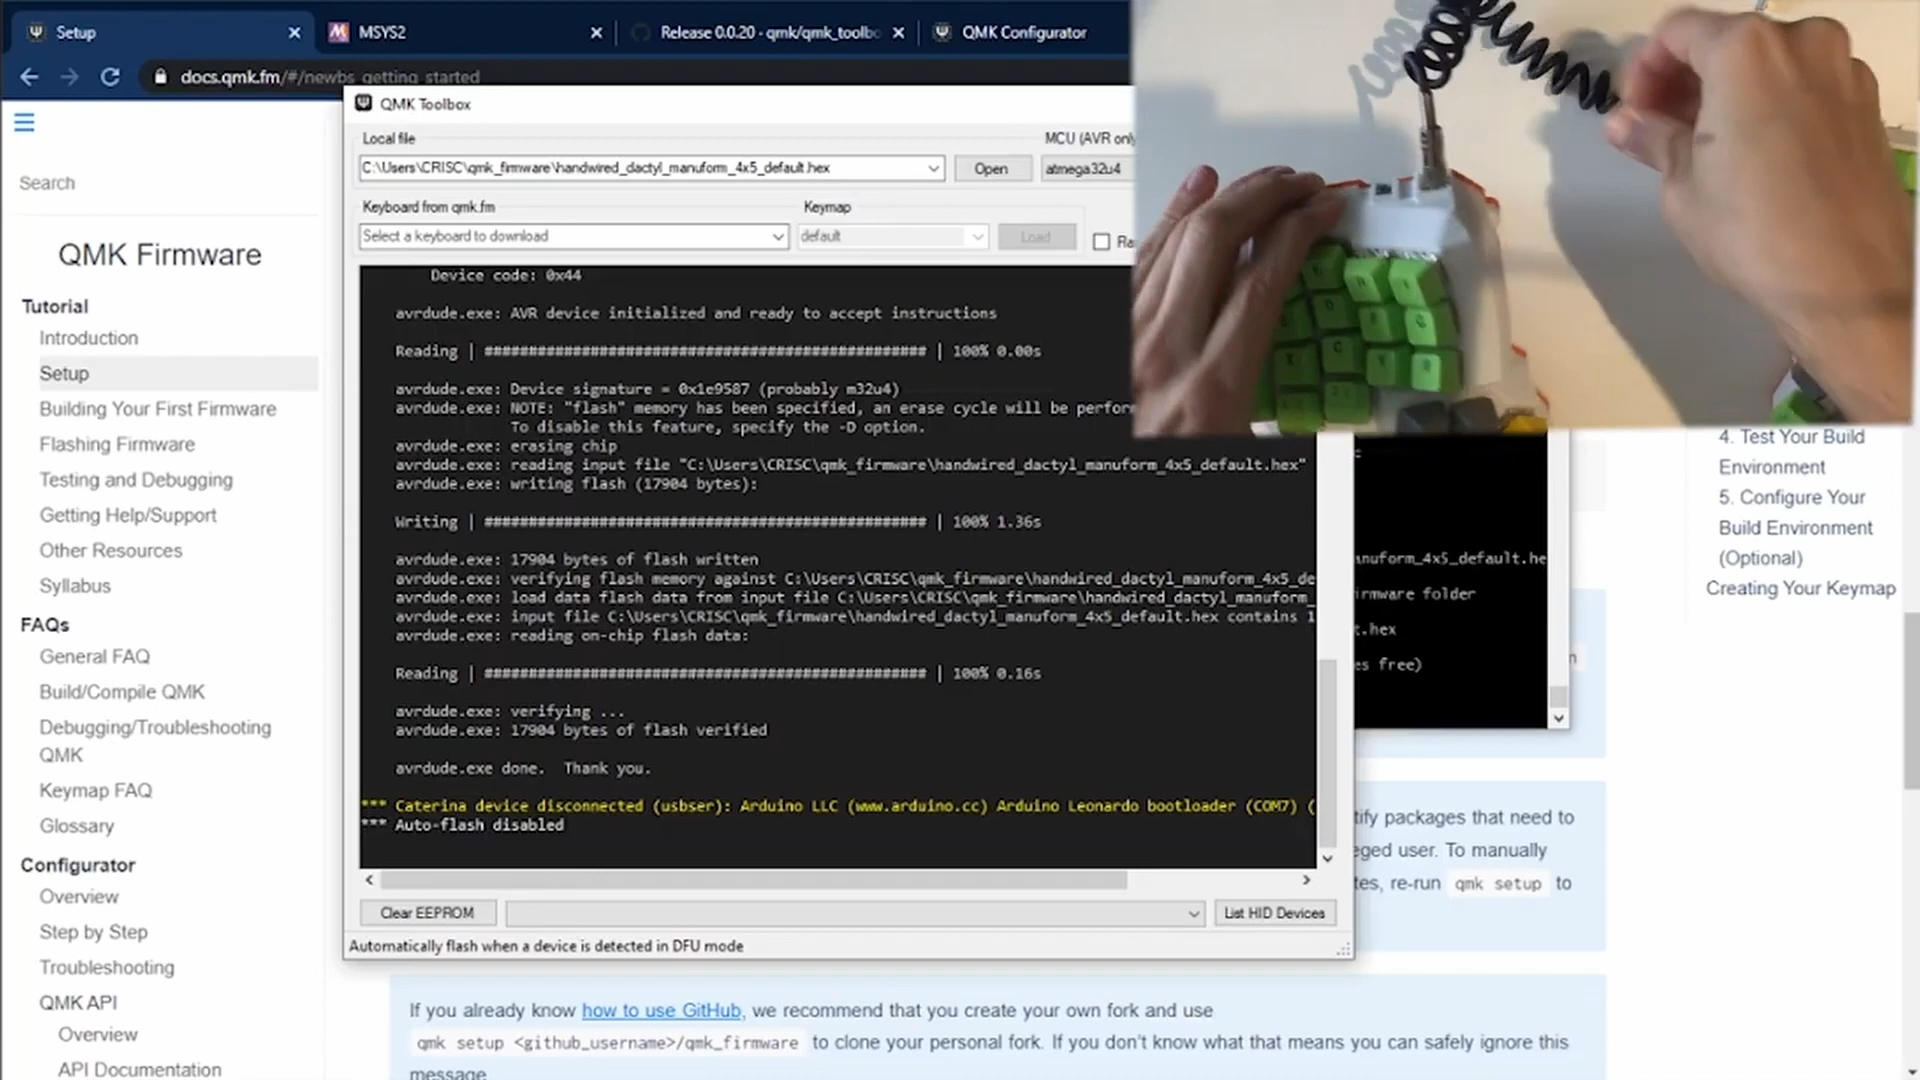 Setup
MSYS2
Release 0.0.20 · qmk/qmk_toolbo
QMK Configurator
docs.qmk.fm/#/newbs_getting_started
Search
QMK Firmware
Tutorial
Introduction
Setup
Building Your First Firmware
Flashing Firmware
Testing and Debugging
Getting Help/Support
Other Resources
Syllabus
FAQs
General FAQ
Build/Compile QMK
Debugging/Troubleshooting
QMK
Keymap FAQ
Glossary
Configurator
Overview
Step by Step
Troubleshooting
QMK API
Overview
API Documentation
QMK Toolbox
Local file
MCU (AVR only
C:\Users\CRISC\qmk_firmware\handwired_dactyl_manuform_4x5_default.hex
Open
atmega32u4
Keyboard from qmk.fm
Keymap
Select a keyboard to download
default
Load
Ra
Device code: 0x44
avrdude.exe: AVR device initialized and ready to accept instructions
Reading | ################################################## | 100% 0.00s
avrdude.exe: Device signature = 0x1e9587 (probably m32u4)
avrdude.exe: NOTE: "flash" memory has been specified, an erase cycle will be perform
To disable this feature, specify the -D option.
avrdude.exe: erasing chip
avrdude.exe: reading input file "C:\Users\CRISC\qmk_firmware\handwired_dactyl_manuform_4x5_default.hex"
avrdude.exe: writing flash (17904 bytes):
Writing | ################################################## | 100% 1.36s
avrdude.exe: 17904 bytes of flash written
avrdude.exe: verifying flash memory against C:\Users\CRISC\qmk_firmware\handwired_dactyl_manuform_4x5_de
avrdude.exe: load data flash data from input file C:\Users\CRISC\qmk_firmware\handwired_dactyl_manuform_
avrdude.exe: input file C:\Users\CRISC\qmk_firmware\handwired_dactyl_manuform_4x5_default.hex contains 1
avrdude.exe: reading on-chip flash data:
Reading | ################################################## | 100% 0.16s
avrdude.exe: verifying ...
avrdude.exe: 17904 bytes of flash verified
avrdude.exe done. Thank you.
*** Caterina device disconnected (usbser): Arduino LLC (www.arduino.cc) Arduino Leonardo bootloader (COM7) (
*** Auto-flash disabled
Clear EEPROM
List HID Devices
Automatically flash when a device is detected in DFU mode
anuform_4x5_default.he
irmware folder
t.hex
es free)
4. Test Your Build
Environment
5. Configure Your
Build Environment
(Optional)
Creating Your Keymap
tify packages that need to
eged user. To manually
tes, re-run qmk setup to
If you already know how to use GitHub, we recommend that you create your own fork and use
qmk setup <github_username>/qmk_firmware to clone your personal fork. If you don't know what that means you can safely ignore this
message